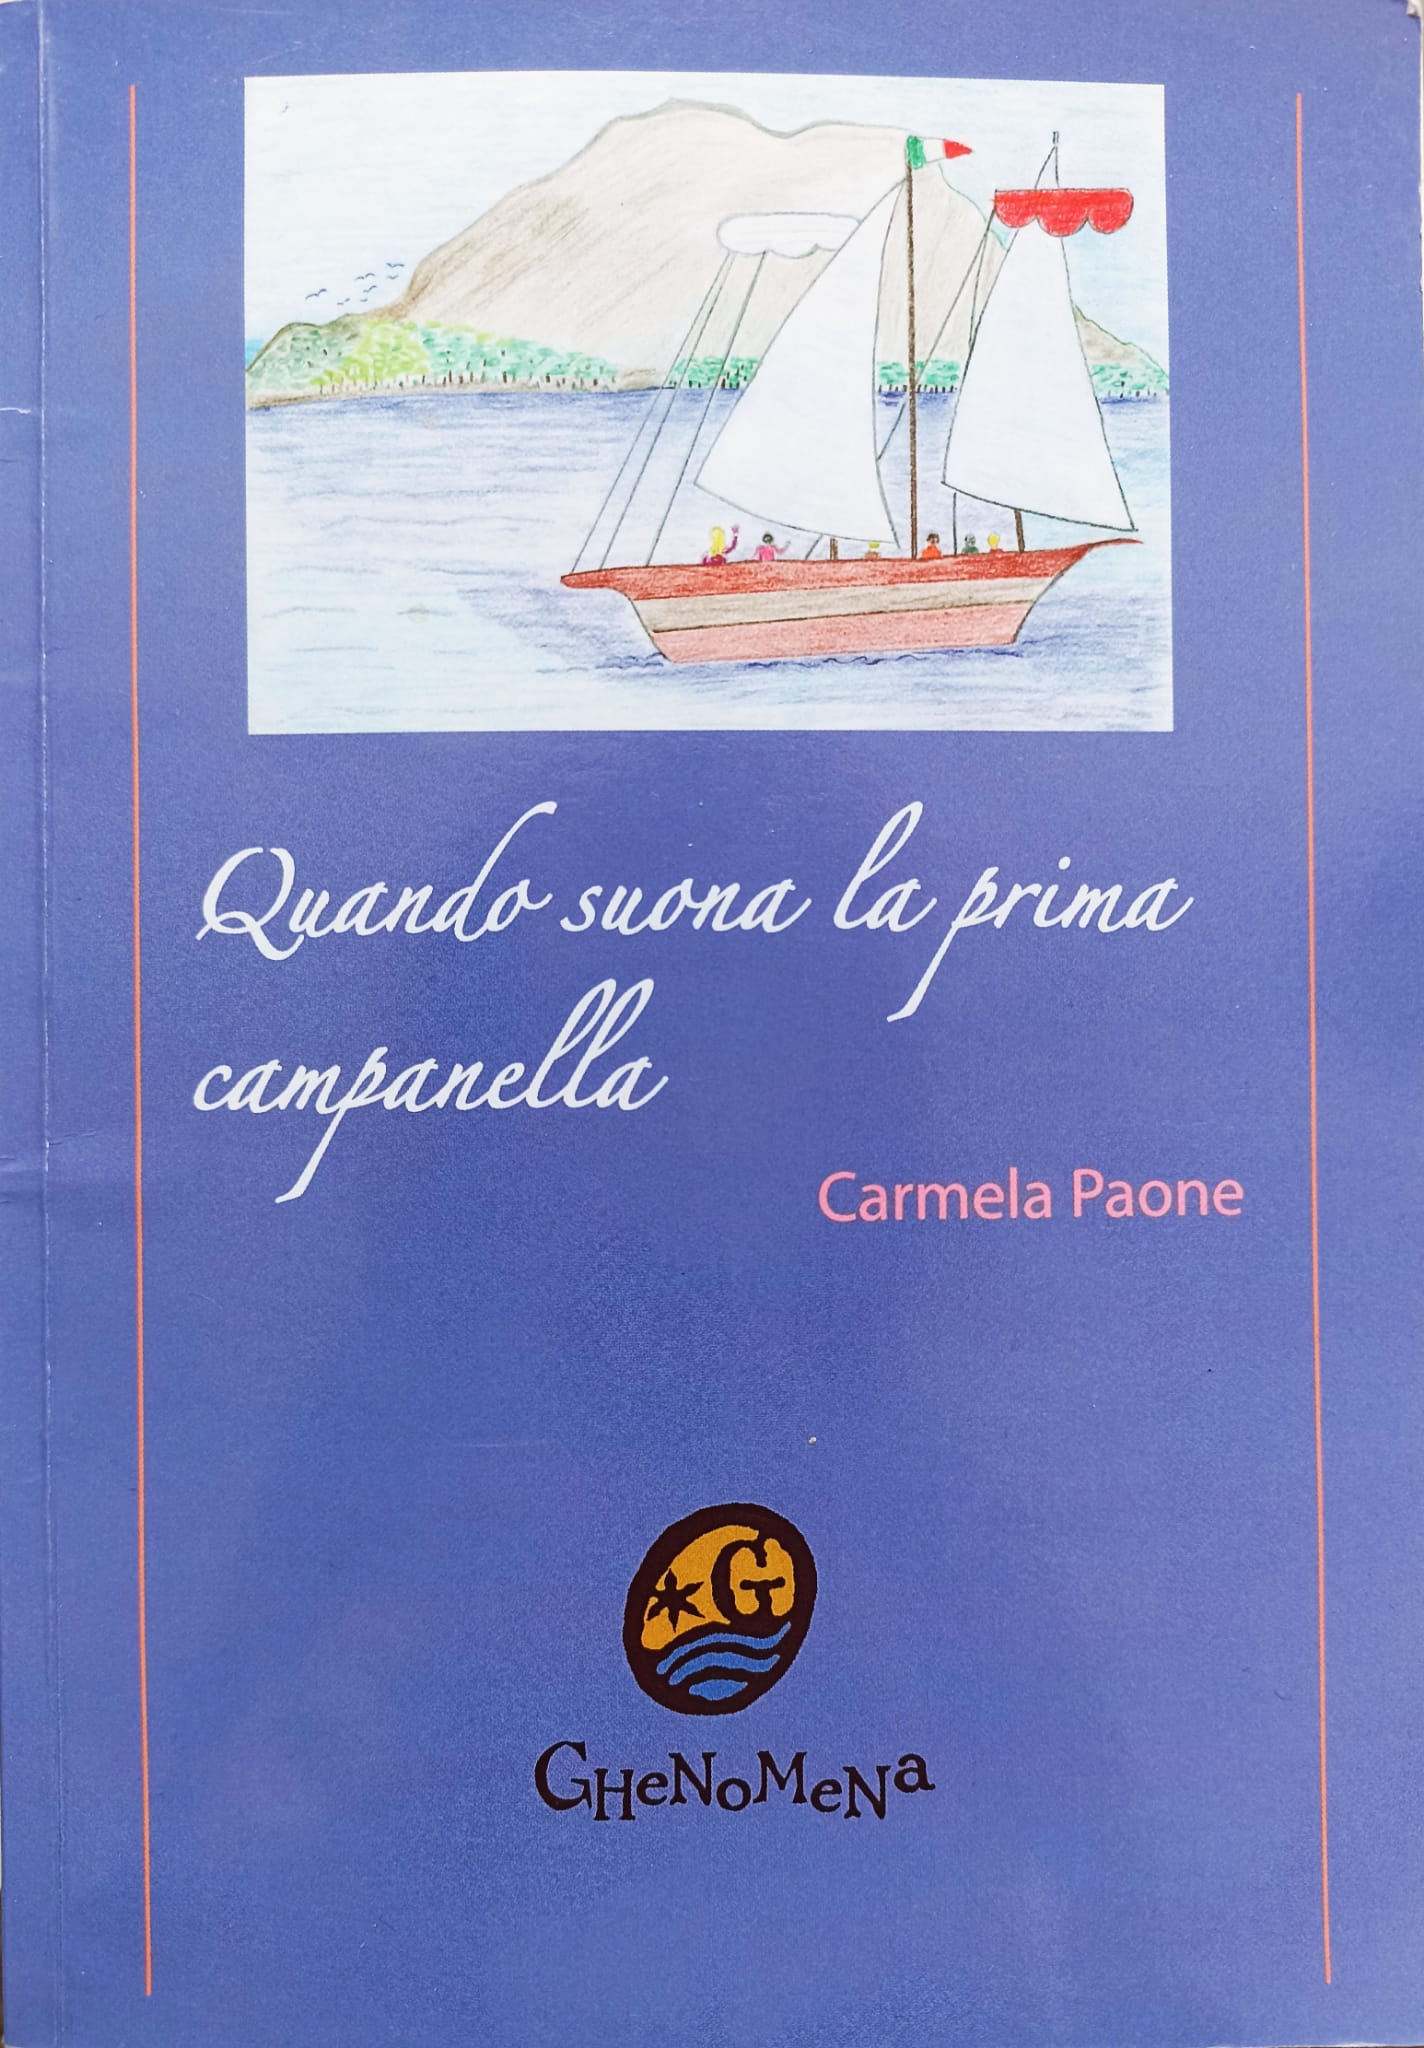 Quando suona la prima
campanella
Carmela Paone
G
GHeNoMeNa